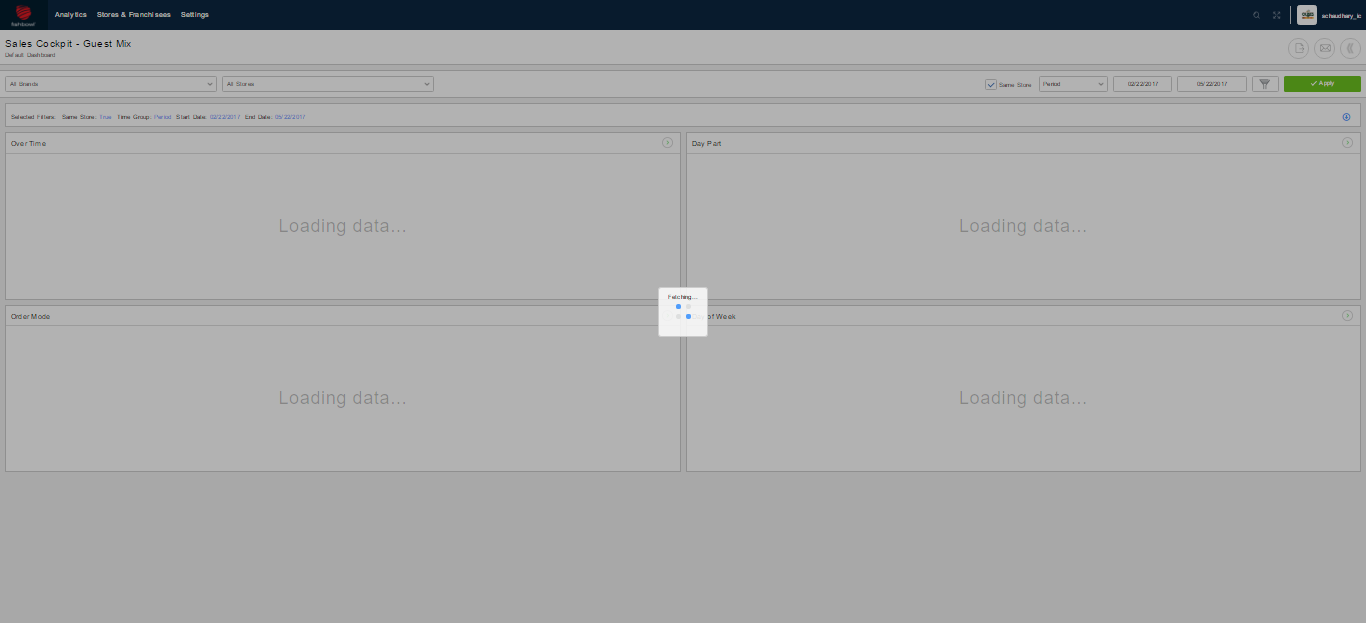 fishbowl
Analytics Stores & Franchisees Settings
schaudhary_ic
Sales Cockpit - Guest Mix
Default Dashboard
All Brands All Stores Same Store Period 02/22/2017 05/22/2017 Apply
Selected Filters: Same Store: True Time Group: Period Start Date: 02/22/2017 End Date: 05/22/2017
Over Time
Day Part
Loading data...
Loading data...
Fetching...
Order Mode
of Week
Loading data...
Loading data...